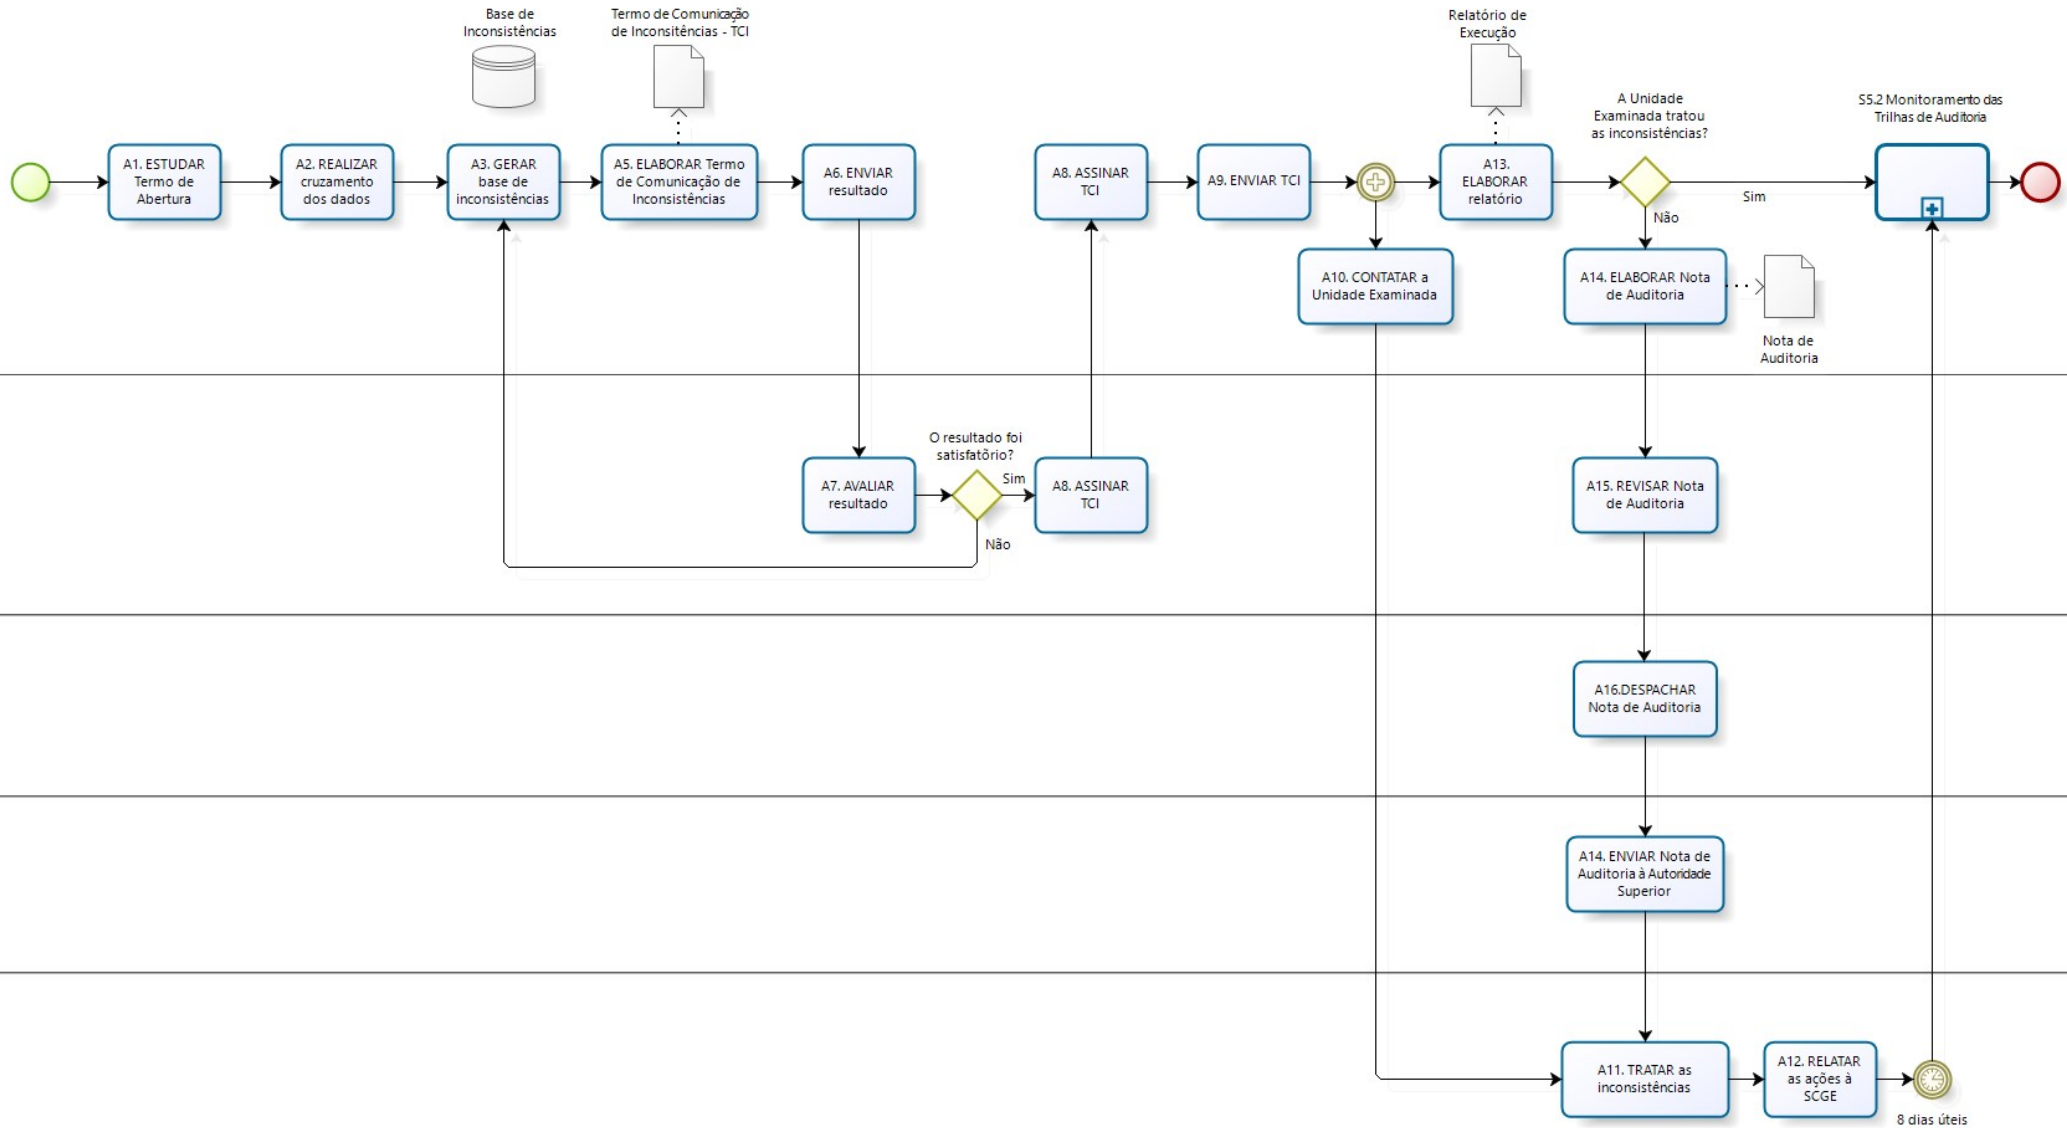 Base de
Inconsistências
Termo de Comunicação
de Inconsitências - TCI
Relatório de
Execução
A Unidade
Examinada tratou
as inconsistências?
S5.2 Monitoramento das
Trilhas de Auditoria
A1. ESTUDAR
Termo de
Abertura
A2. REALIZAR
cruzamento
dos dados
A3. GERAR
base de
inconsistências
A5. ELABORAR Termo
de Comunicação de
Inconsistências
A6. ENVIAR
resultado
A8. ASSINAR
TCI
A9. ENVIAR TCI
A13.
ELABORAR
relatório
Sim
Não
A10. CONTATAR a
Unidade Examinada
A14. ELABORAR Nota
de Auditoria
Nota de
Auditoria
O resultado foi
satisfatório?
Sim
A7. AVALIAR
resultado
A8. ASSINAR
TCI
Não
A15. REVISAR Nota
de Auditoria
A16.DESPACHAR
Nota de Auditoria
A14. ENVIAR Nota de
Auditoria à Autoridade
Superior
A11. TRATAR as
inconsistências
A12. RELATAR
as ações à
SCGE
8 dias úteis